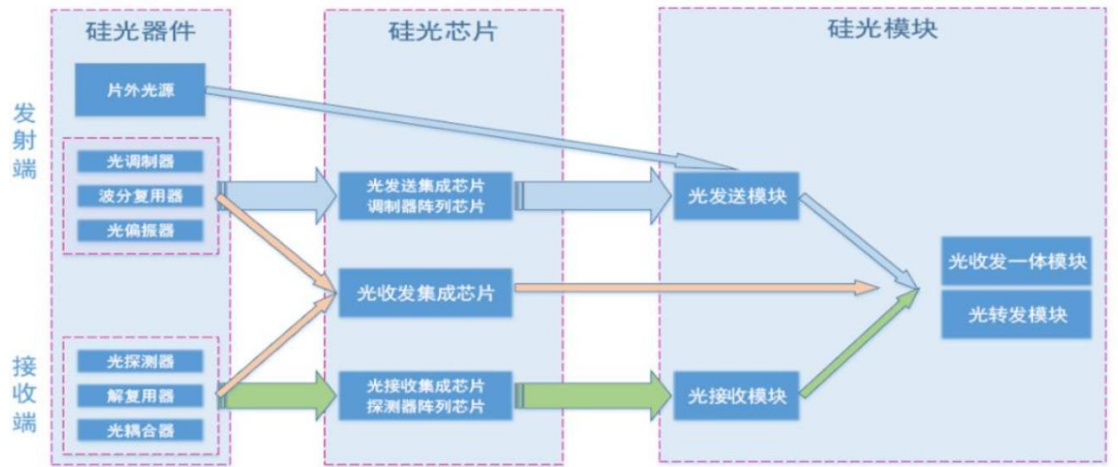 硅光器件
硅光芯片
硅光模块
发射端
片外光源
光调制器
波分复用器
光偏振器
光发送集成芯片
调制器阵列芯片
光发送模块
光收发集成芯片
光收发一体模块
光转发模块
接收端
光探测器
解复用器
光耦合器
光接收集成芯片
探测器阵列芯片
光接收模块